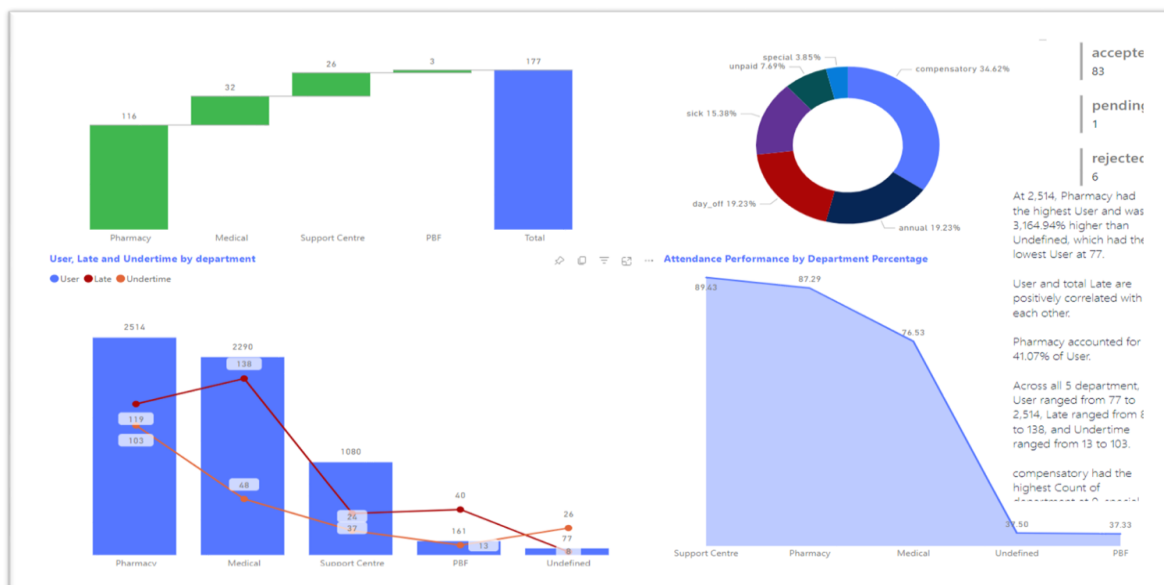 116
32
26
3
177
Pharmacy
Medical
Support Centre
PBF
Total
special 3.85%
unpaid 7.69%
compensatory 34.62%
sick 15.38%
day_off 19.23%
annual 19.23%
accepte
83
pending
1
rejected
6
At 2,514, Pharmacy had
the highest User and was
3,164.94% higher than
Undefined, which had the
lowest User at 77.
User and total Late are
positively correlated with
each other.
Pharmacy accounted for
41.07% of User.
Across all 5 department,
User ranged from 77 to
2,514, Late ranged from 8
to 138, and Undertime
ranged from 13 to 103.
compensatory had the
highest Count of
User, Late and Undertime by department
User Late Undertime
2514
2290
138
119
103
48
1080
24
37
40
161
13
26
77
8
Pharmacy
Medical
Support Centre
PBF
Undefined
Attendance Performance by Department Percentage
89.43
87.29
76.53
37.50
37.33
Support Centre
Pharmacy
Medical
Undefined
PBF